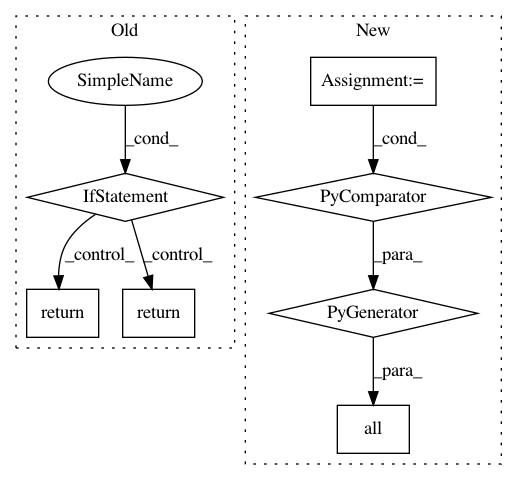 Old
New
SimpleName
Assignment:=
_cond_
_cond_
IfStatement
PyComparator
_control_
_control_
_para_
return
return
PyGenerator
_para_
all